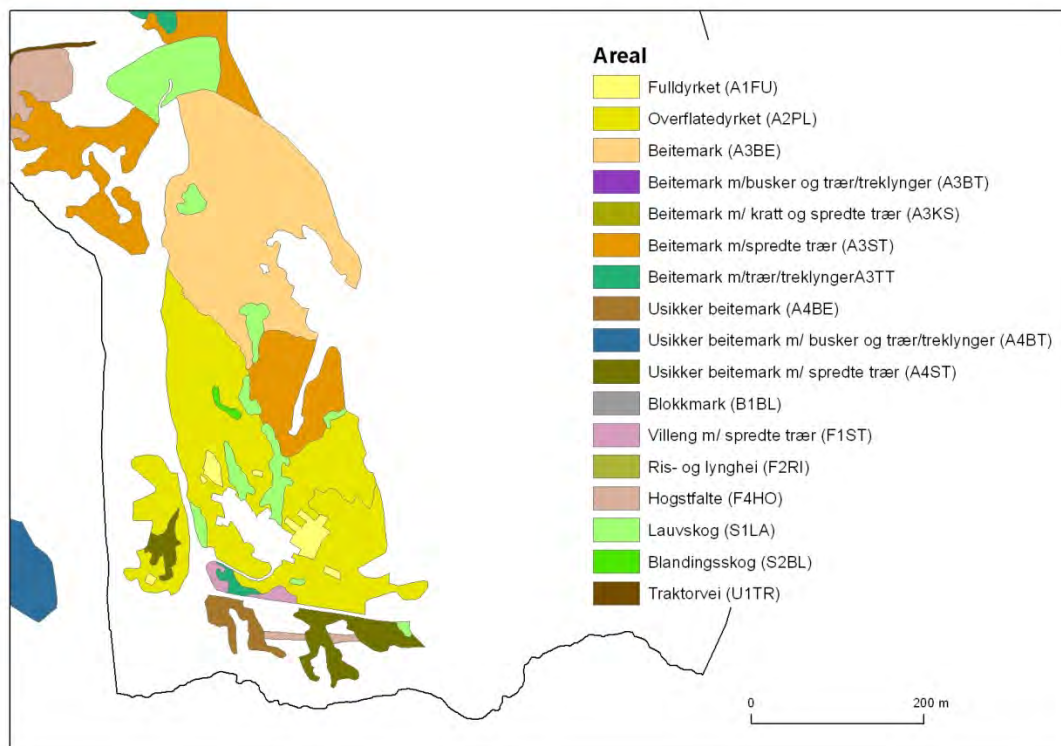 Areal
Fulldyrket (A1FU)
Overflatedyrket (A2PL)
Beitemark (A3BE)
Beitemark m/busker og trær/treklynger (A3BT)
Beitemark m/ kratt og spredte trær (A3KS)
Beitemark m/spredte trær (A3ST)
Beitemark m/trær/treklyngerA3TT
Usikker beitemark (A4BE)
Usikker beitemark m/ busker og trær/treklynger (A4BT)
Usikker beitemark m/ spredte trær (A4ST)
Blokkmark (B1BL)
Villeng m/ spredte trær (F1ST)
Ris- og lynghei (F2RI)
Hogstfalte (F4HO)
Lauvskog (S1LA)
Blandingsskog (S2BL)
Traktorvei (U1TR)
0 200 m